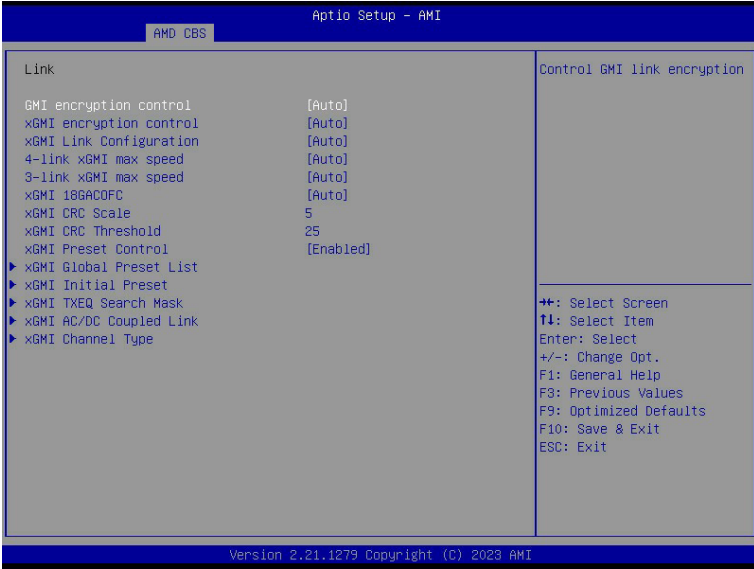 Aptio Setup - AMI
AMD CBS
Link
GMI encryption control [Auto]
xGMI encryption control [Auto]
xGMI Link Configuration [Auto]
4-link xGMI max speed [Auto]
3-link xGMI max speed [Auto]
xGMI 18GACOFC [Auto]
xGMI CRC Scale 5
xGMI CRC Threshold 25
xGMI Preset Control [Enabled]
► xGMI Global Preset List
► xGMI Initial Preset
► xGMI TXEQ Search Mask
► xGMI AC/DC Coupled Link
► xGMI Channel Type
Control GMI link encryption
→←: Select Screen
↑↓: Select Item
Enter: Select
+/-: Change Opt.
F1: General Help
F3: Previous Values
F9: Optimized Defaults
F10: Save & Exit
ESC: Exit
Version 2.21.1279 Copyright (C) 2023 AMI